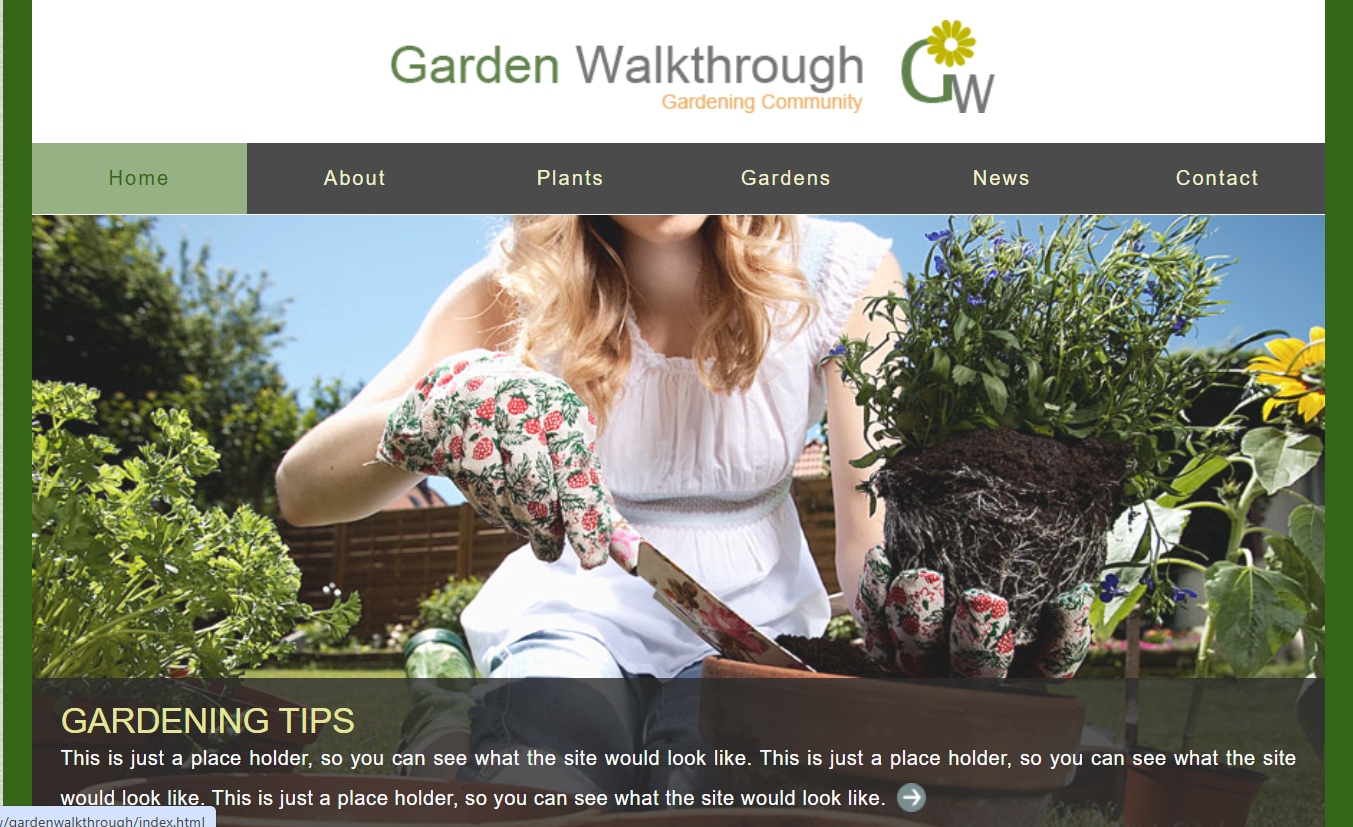 Garden Walkthrough
Gardening Community
GW
Home About Plants Gardens News Contact
GARDENING TIPS
This is just a place holder, so you can see what the site would look like. This is just a place holder, so you can see what the site
would look like. This is just a place holder, so you can see what the site would look like.
/gardenwalkthrough/index.html